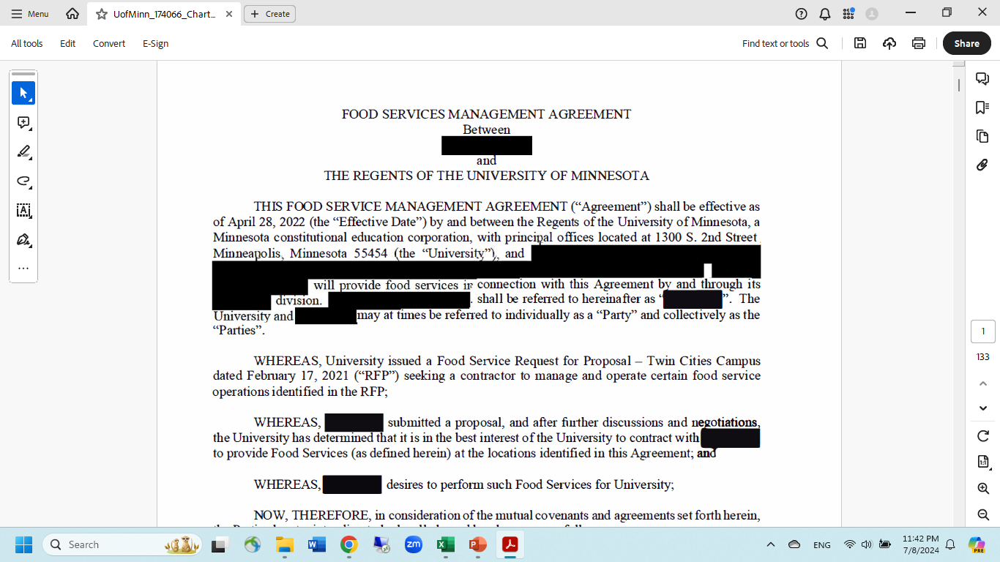 Menu
UofMinn_174066_Chart...
Create
All tools
Edit
Convert
E-Sign
Find text or tools
Share
FOOD SERVICES MANAGEMENT AGREEMENT
Between
and
THE REGENTS OF THE UNIVERSITY OF MINNESOTA
THIS FOOD SERVICE MANAGEMENT AGREEMENT (“Agreement”) shall be effective as
of April 28, 2022 (the “Effective Date”) by and between the Regents of the University of Minnesota, a
Minnesota constitutional education corporation, with principal offices located at 1300 S. 2nd Street
Minneapolis, Minnesota 55454 (the “University”), and
will provide food services in connection with this Agreement by and through its
division. shall be referred to hereinafter as “ ”. The
University and may at times be referred to individually as a “Party” and collectively as the
“Parties”.
WHEREAS, University issued a Food Service Request for Proposal – Twin Cities Campus
dated February 17, 2021 (“RFP”) seeking a contractor to manage and operate certain food service
operations identified in the RFP;
WHEREAS, submitted a proposal, and after further discussions and negotiations,
the University has determined that it is in the best interest of the University to contract with
to provide Food Services (as defined herein) at the locations identified in this Agreement; and
WHEREAS, desires to perform such Food Services for University;
NOW, THEREFORE, in consideration of the mutual covenants and agreements set forth herein,
1
133
1:1
Search
W
zm
X
P
ENG
11:42 PM
7/8/2024
PRE